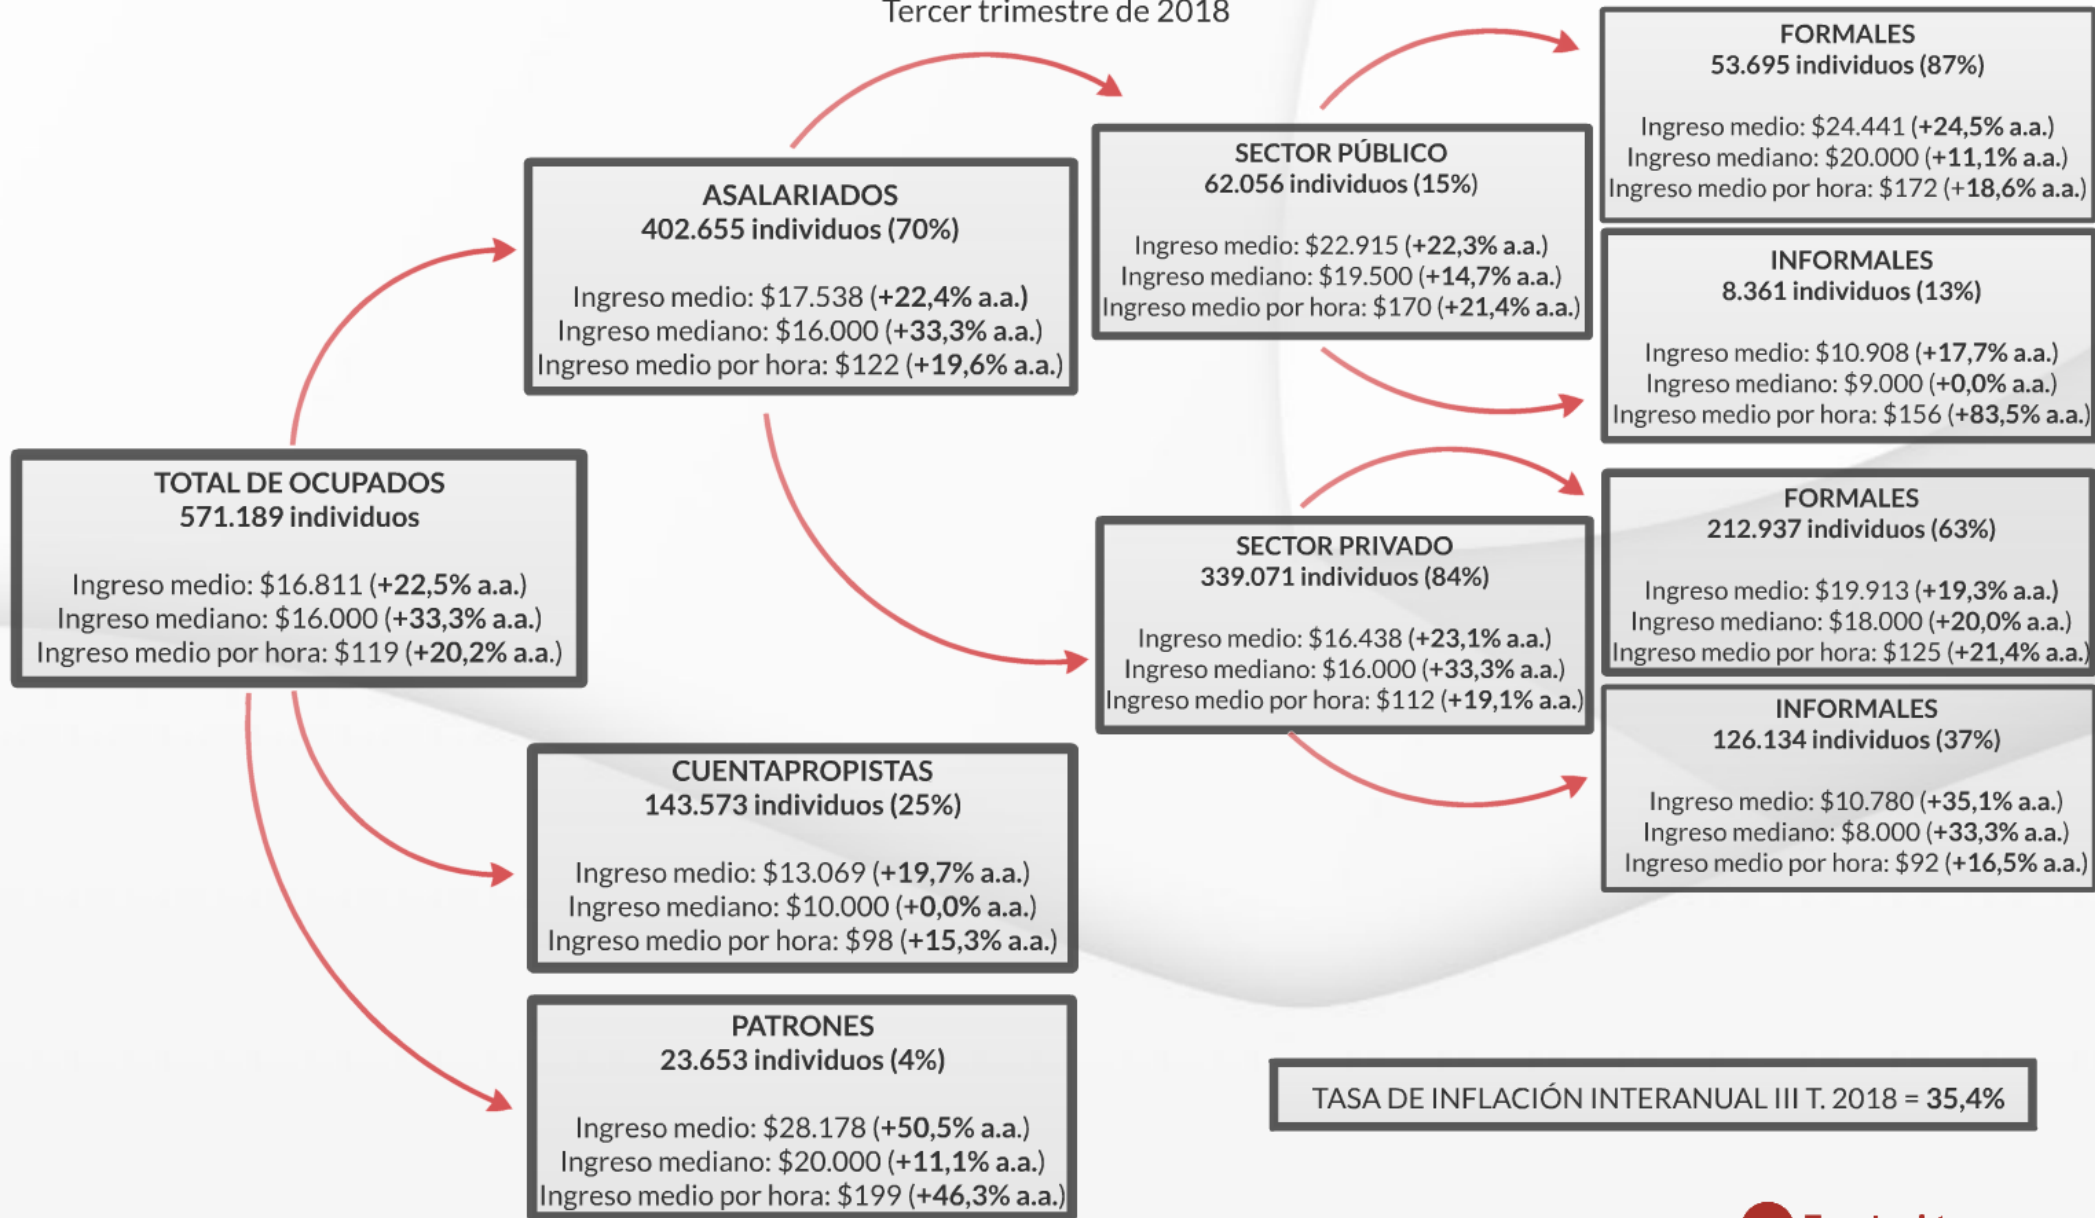 Tercer trimestre de 2018
TOTAL DE OCUPADOS
571.189 individuos
Ingreso medio: $16.811 (+22,5% a.a.)
Ingreso mediano: $16.000 (+33,3% a.a.)
Ingreso medio por hora: $119 (+20,2% a.a.)
ASALARIADOS
402.655 individuos (70%)
Ingreso medio: $17.538 (+22,4% a.a.)
Ingreso mediano: $16.000 (+33,3% a.a.)
Ingreso medio por hora: $122 (+19,6% a.a.)
CUENTAPROPISTAS
143.573 individuos (25%)
Ingreso medio: $13.069 (+19,7% a.a.)
Ingreso mediano: $10.000 (+0,0% a.a.)
Ingreso medio por hora: $98 (+15,3% a.a.)
PATRONES
23.653 individuos (4%)
Ingreso medio: $28.178 (+50,5% a.a.)
Ingreso mediano: $20.000 (+11,1% a.a.)
Ingreso medio por hora: $199 (+46,3% a.a.)
SECTOR PÚBLICO
62.056 individuos (15%)
Ingreso medio: $22.915 (+22,3% a.a.)
Ingreso mediano: $19.500 (+14,7% a.a.)
Ingreso medio por hora: $170 (+21,4% a.a.)
SECTOR PRIVADO
339.071 individuos (84%)
Ingreso medio: $16.438 (+23,1% a.a.)
Ingreso mediano: $16.000 (+33,3% a.a.)
Ingreso medio por hora: $112 (+19,1% a.a.)
FORMALES
53.695 individuos (87%)
Ingreso medio: $24.441 (+24,5% a.a.)
Ingreso mediano: $20.000 (+11,1% a.a.)
Ingreso medio por hora: $172 (+18,6% a.a.)
INFORMALES
8.361 individuos (13%)
Ingreso medio: $10.908 (+17,7% a.a.)
Ingreso mediano: $9.000 (+0,0% a.a.)
Ingreso medio por hora: $156 (+83,5% a.a.)
FORMALES
212.937 individuos (63%)
Ingreso medio: $19.913 (+19,3% a.a.)
Ingreso mediano: $18.000 (+20,0% a.a.)
Ingreso medio por hora: $125 (+21,4% a.a.)
INFORMALES
126.134 individuos (37%)
Ingreso medio: $10.780 (+35,1% a.a.)
Ingreso mediano: $8.000 (+33,3% a.a.)
Ingreso medio por hora: $92 (+16,5% a.a.)
TASA DE INFLACIÓN INTERANUAL III T. 2018 = 35,4%